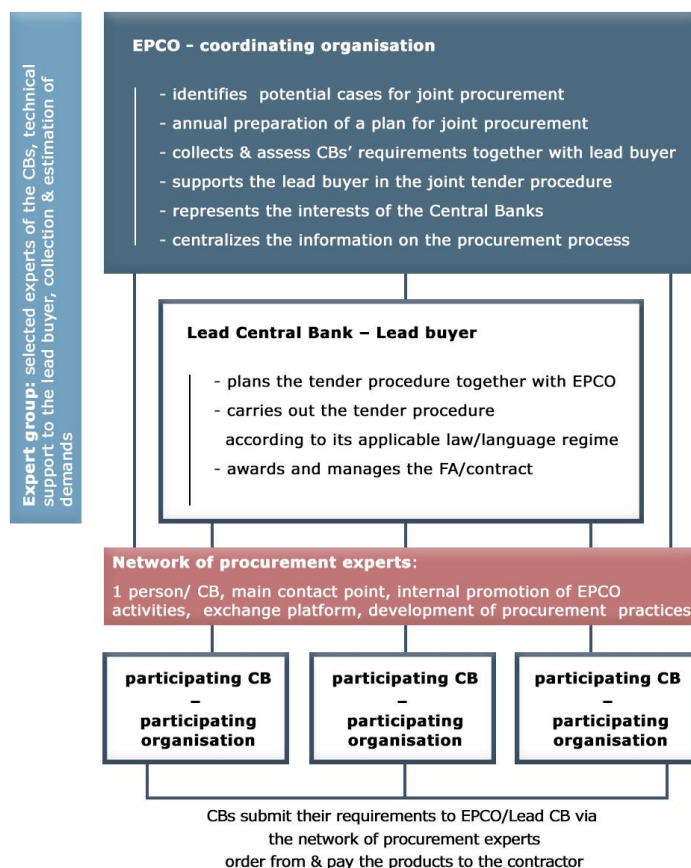 EPCO - coordinating organisation
- identifies potential cases for joint procurement
- annual preparation of a plan for joint procurement
- collects & assess CBs' requirements together with lead buyer
- supports the lead buyer in the joint tender procedure
- represents the interests of the Central Banks
- centralizes the information on the procurement process
Expert group: selected experts of the CBs, technical
support to the lead buyer, collection & estimation of
demands
Lead Central Bank – Lead buyer
- plans the tender procedure together with EPCO
- carries out the tender procedure
according to its applicable law/language regime
- awards and manages the FA/contract
Network of procurement experts:
1 person/ CB, main contact point, internal promotion of EPCO
activities, exchange platform, development of procurement practices
participating CB
–
participating
organisation
participating CB
–
participating
organisation
participating CB
–
participating
organisation
CBs submit their requirements to EPCO/Lead CB via
the network of procurement experts
order from & pay the products to the contractor